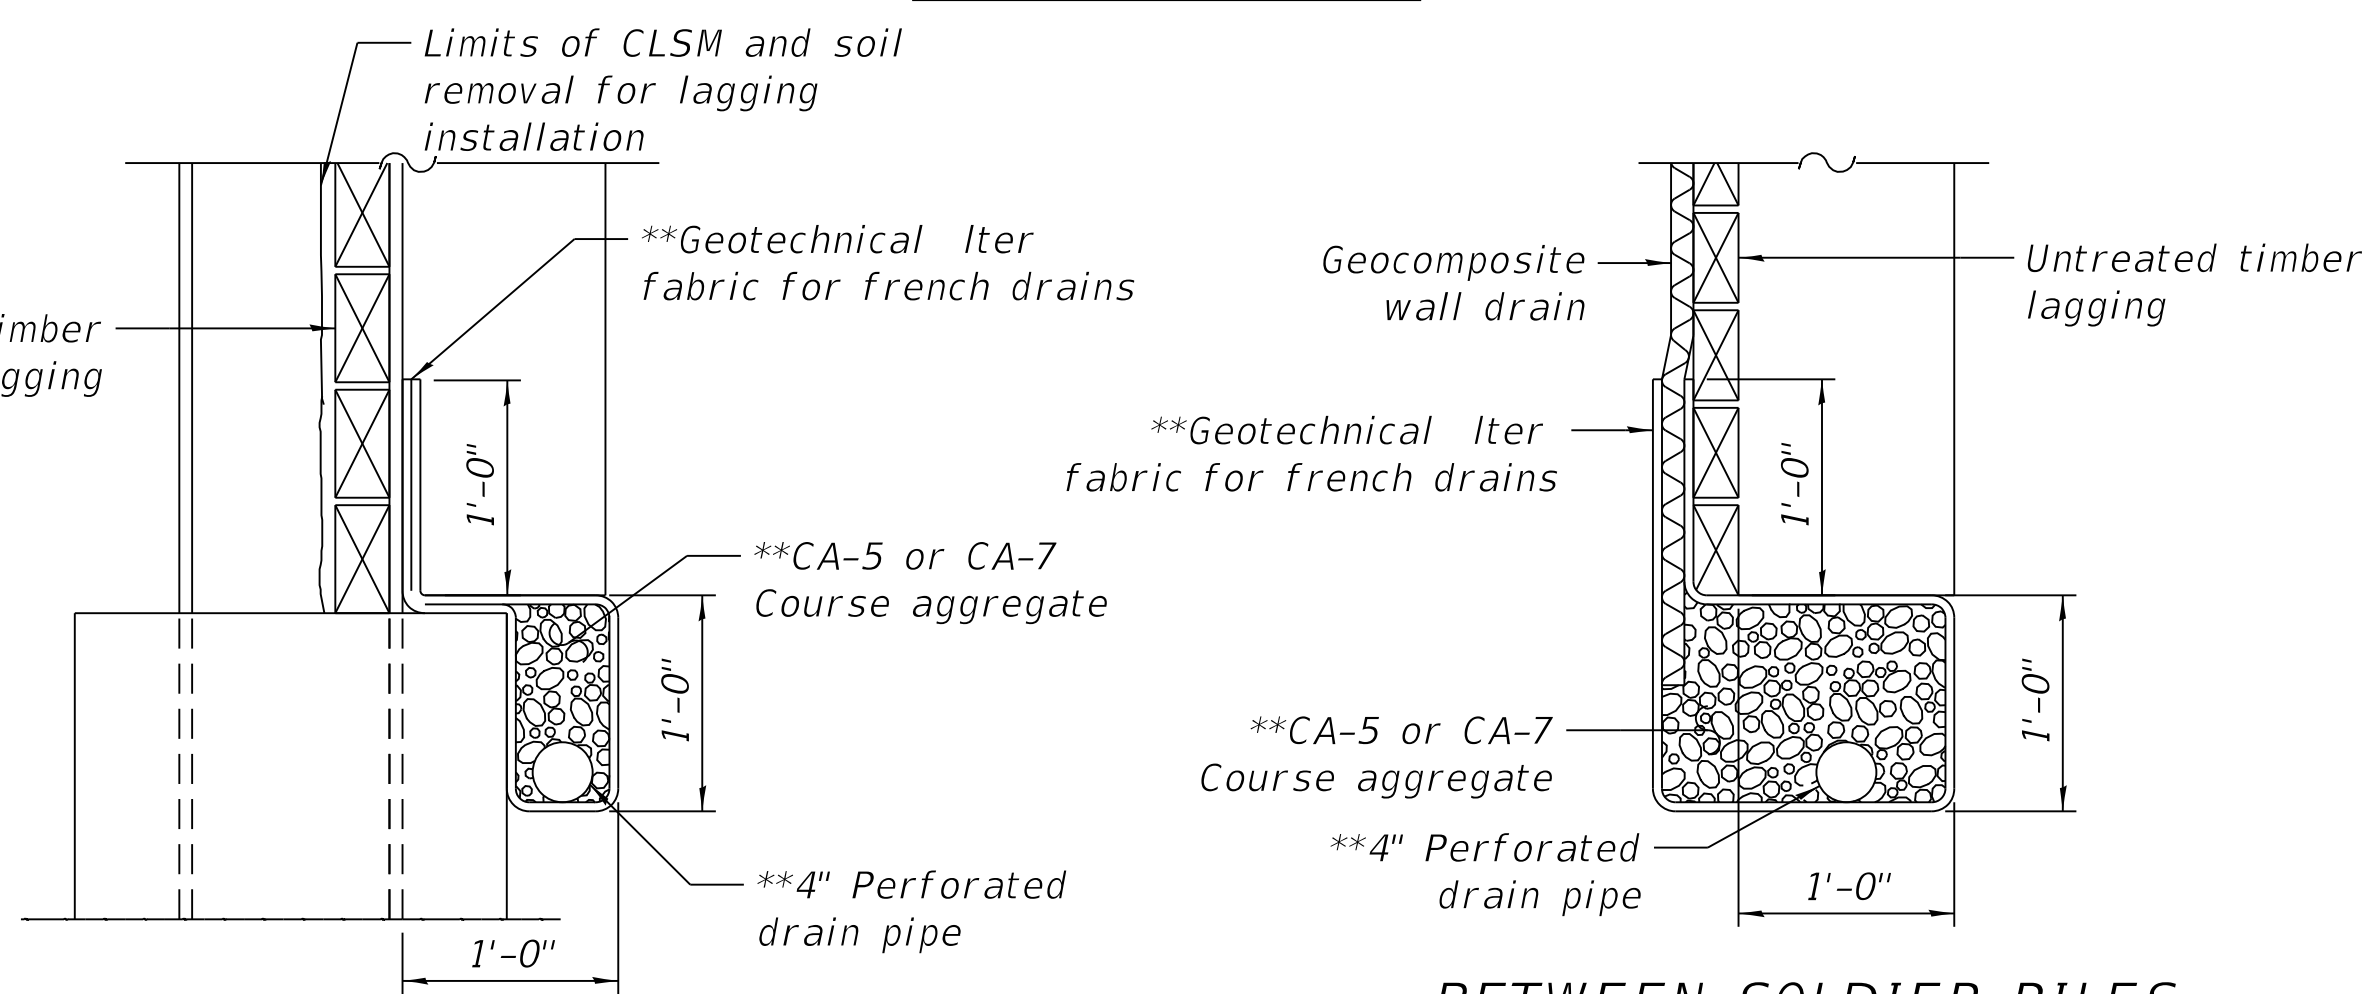 Limits of CLSM and soil
removal for lagging
installation
**Geotechnical lter
fabric for french drains
imber
gging
1'-0"
**CA-5 or CA-7
Course aggregate
1'-0"
**4" Perforated
drain pipe
1'-0"
Geocomposite
wall drain
Untreated timber
lagging
**Geotechnical lter
fabric for french drains
1'-0"
**CA-5 or CA-7
Course aggregate
1'-0"
**4" Perforated
drain pipe
1'-0"
BETWEEN SOLDIER PILES